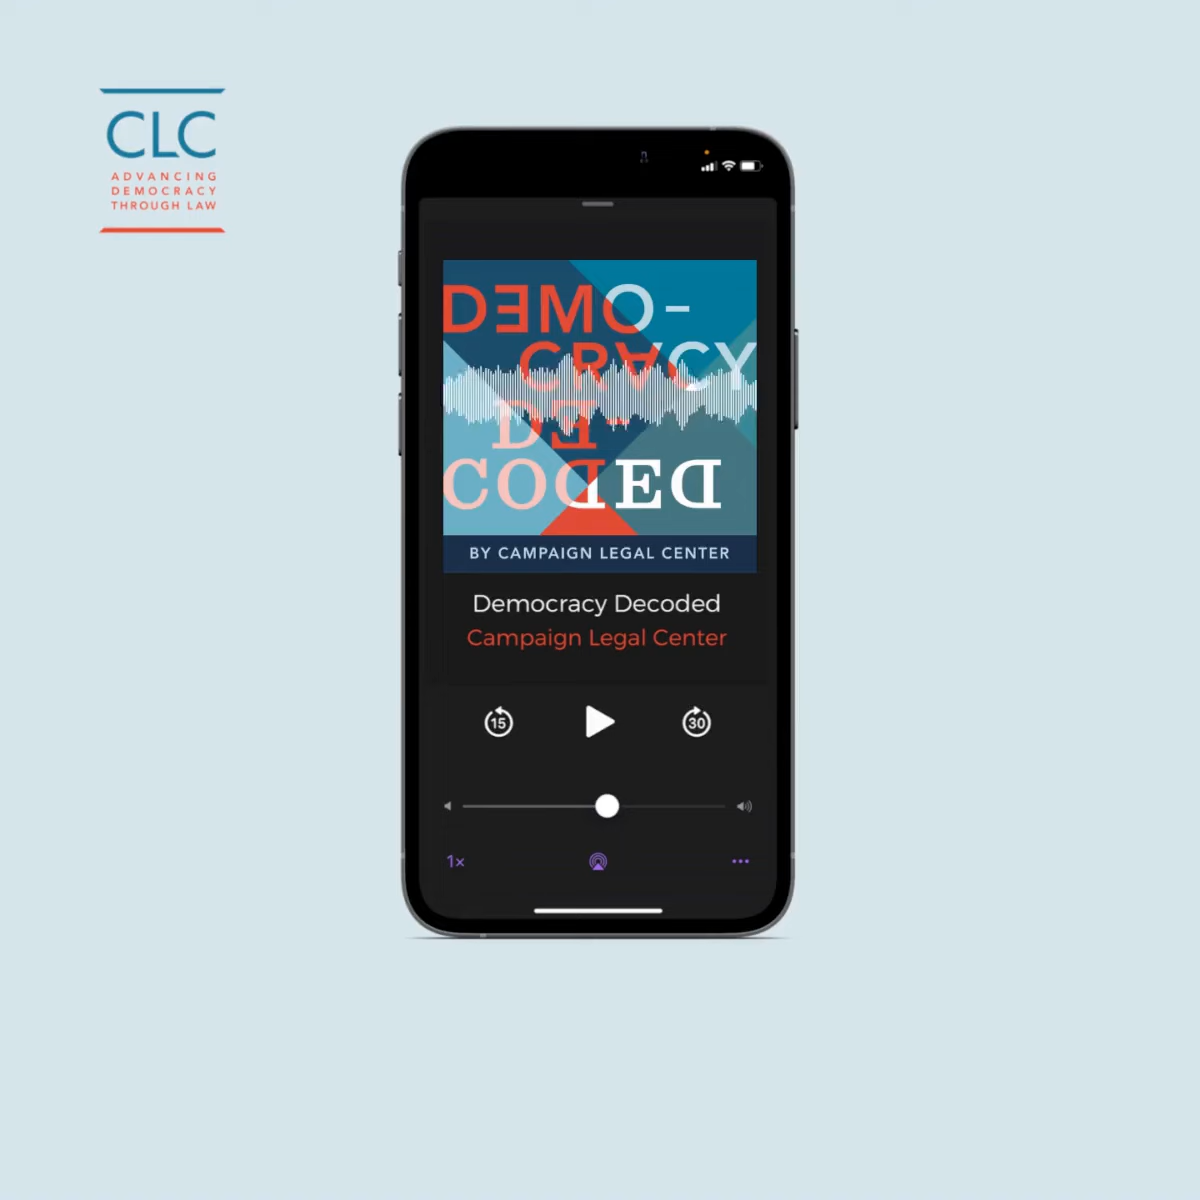 CLC
ADVANCING
DEMOCRACY
THROUGH LAW
DEMO-
CRACY
DE-
CODED
BY CAMPAIGN LEGAL CENTER
Democracy Decoded
Campaign Legal Center
15
30
1×